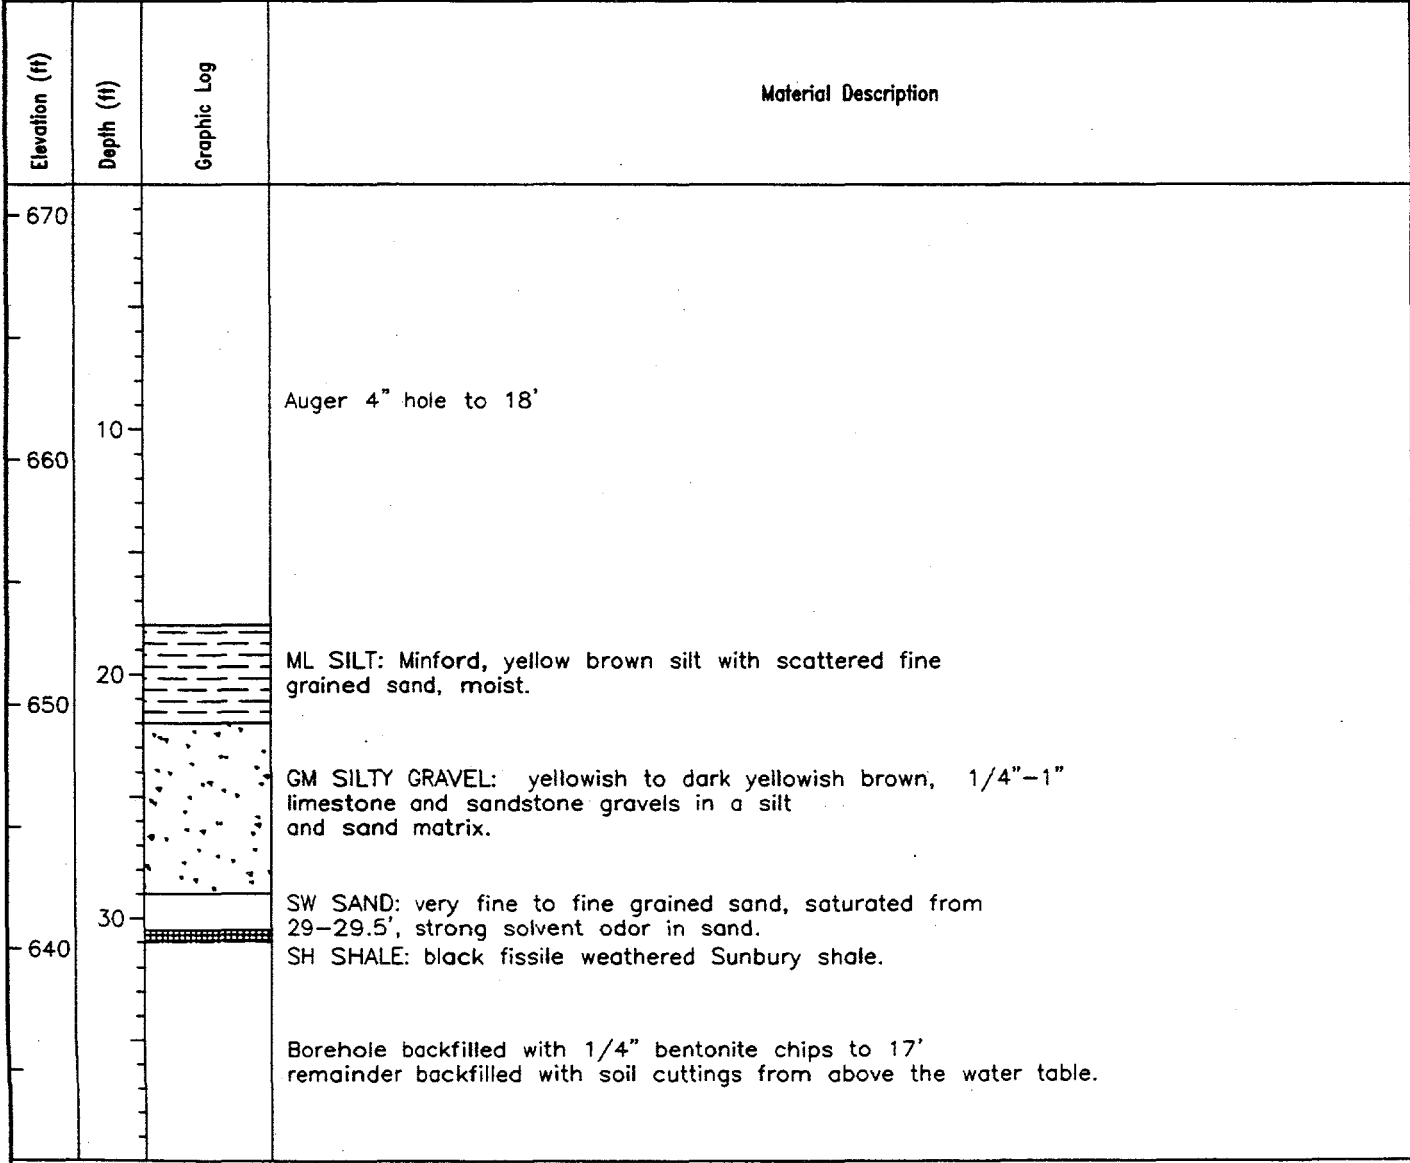 Elevation (ft)
Depth (ft)
Graphic Log
Material Description
670
Auger 4" hole to 18'
10
660
ML SILT: Minford, yellow brown silt with scattered fine
20
grained sand, moist.
650
GM SILTY GRAVEL: yellowish to dark yellowish brown, 1/4"-1"
limestone and sandstone gravels in a silt
and sand matrix.
SW SAND: very fine to fine grained sand, saturated from
30
29-29.5', strong solvent odor in sand.
640
SH SHALE: black fissile weathered Sunbury shale.
Borehole backfilled with 1/4" bentonite chips to 17'
remainder backfilled with soil cuttings from above the water table.